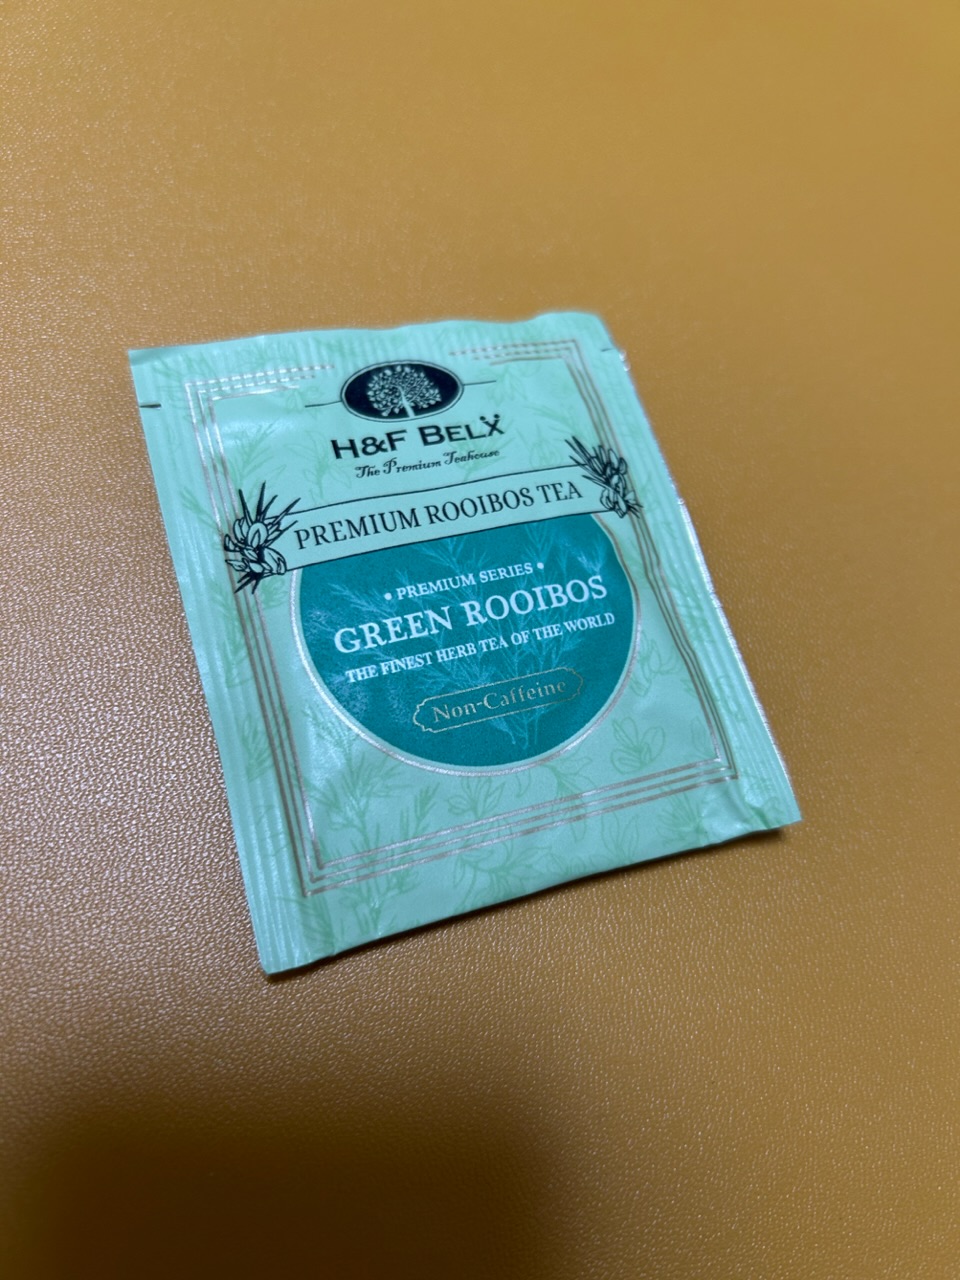 H&F BELX
The Premium Teahouse
PREMIUM ROOIBOS TEA
• PREMIUM SERIES •
GREEN ROOIBOS
THE FINEST HERB TEA OF THE WORLD
Non-Caffeine